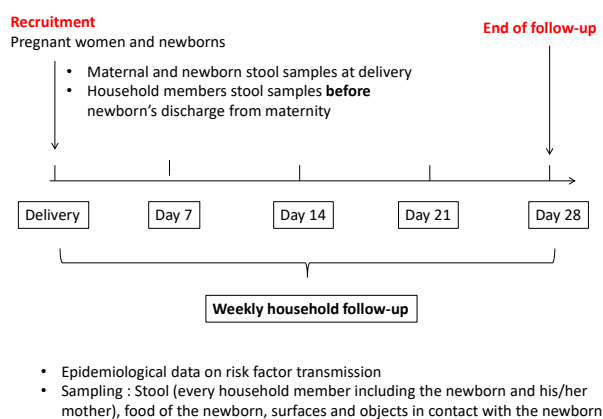 Recruitment
Pregnant women and newborns
End of follow-up
• Maternal and newborn stool samples at delivery
• Household members stool samples before
newborn's discharge from maternity
Delivery
Day 7
Day 14
Day 21
Day 28
Weekly household follow-up
• Epidemiological data on risk factor transmission
• Sampling : Stool (every household member including the newborn and his/her
mother), food of the newborn, surfaces and objects in contact with the newborn